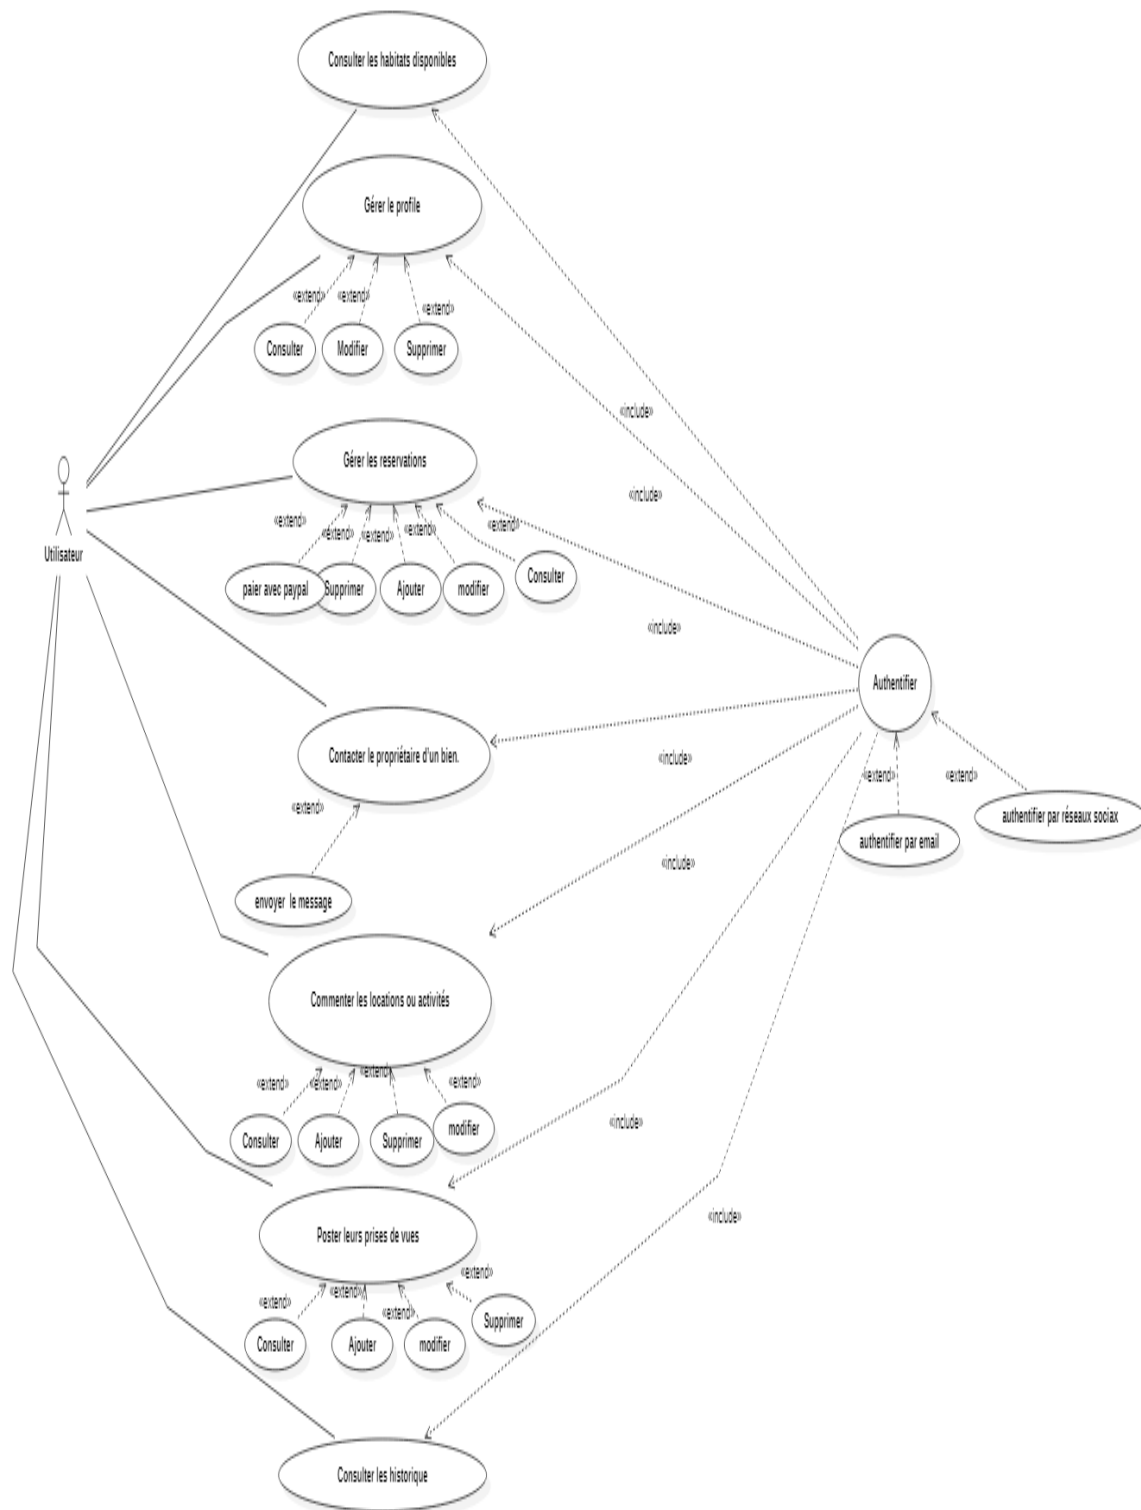 Consulter les habitats disponibles
Gérer le profile
«extend»
«extend»
«extend»
Consulter
Modifier
Supprimer
«include»
Gérer les reservations
«include»
«extend»
«extend»
«extend»
«extend»
«extend»
Utilisateur
paier avec paypal
Supprimer
Ajouter
modifier
Consulter
«include»
Authentifier
Contacter le propriétaire d'un bien.
«include»
«extend»
«extend»
«extend»
authentifier par réseaux sociax
authentifier par email
«include»
envoyer le message
Commenter les locations ou activités
«extend»
«extend»
«extend»
«extend»
Consulter
Ajouter
Supprimer
modifier
«include»
Poster leurs prises de vues
«include»
«extend»
«extend»
«extend»
«extend»
Consulter
Ajouter
modifier
Supprimer
Consulter les historique